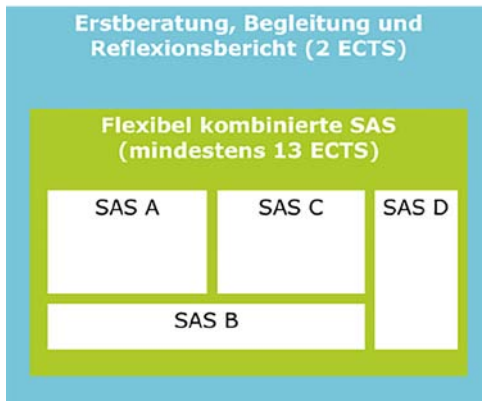 Erstberatung, Begleitung und
Reflexionsbericht (2 ECTS)
Flexibel kombinierte SAS
(mindestens 13 ECTS)
SAS A
SAS C
SAS D
SAS B